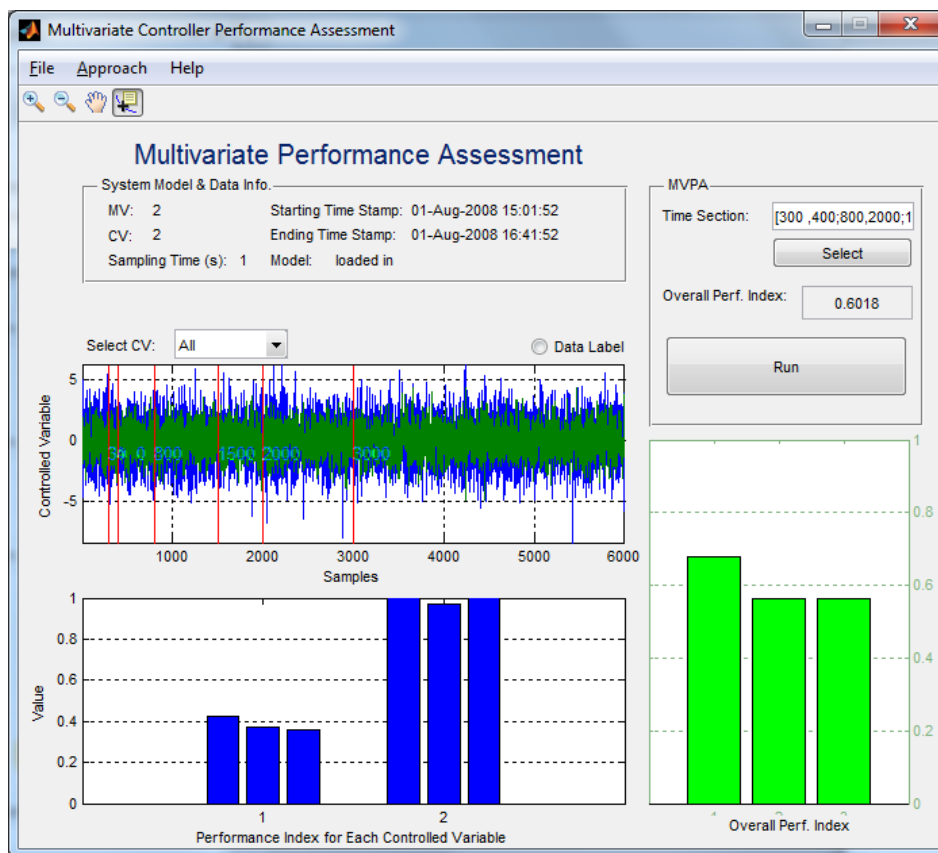 Multivariate Controller Performance Assessment
File Approach Help
Multivariate Performance Assessment
System Model & Data Info.
MV: 2 Starting Time Stamp: 01-Aug-2008 15:01:52
CV: 2 Ending Time Stamp: 01-Aug-2008 16:41:52
Sampling Time (s): 1 Model: loaded in
MVPA
Time Section: [300 ,400;800,2000;1
Select
Overall Perf. Index: 0.6018
Run
Select CV: All
Data Label
Controlled Variable
5
0
-5
800 1500 2000 3000
1000 2000 3000 4000 5000 6000
Samples
Value
1
0.8
0.6
0.4
0.2
0
1 2
Performance Index for Each Controlled Variable
1
0.8
0.6
0.4
0.2
0
Overall Perf. Index